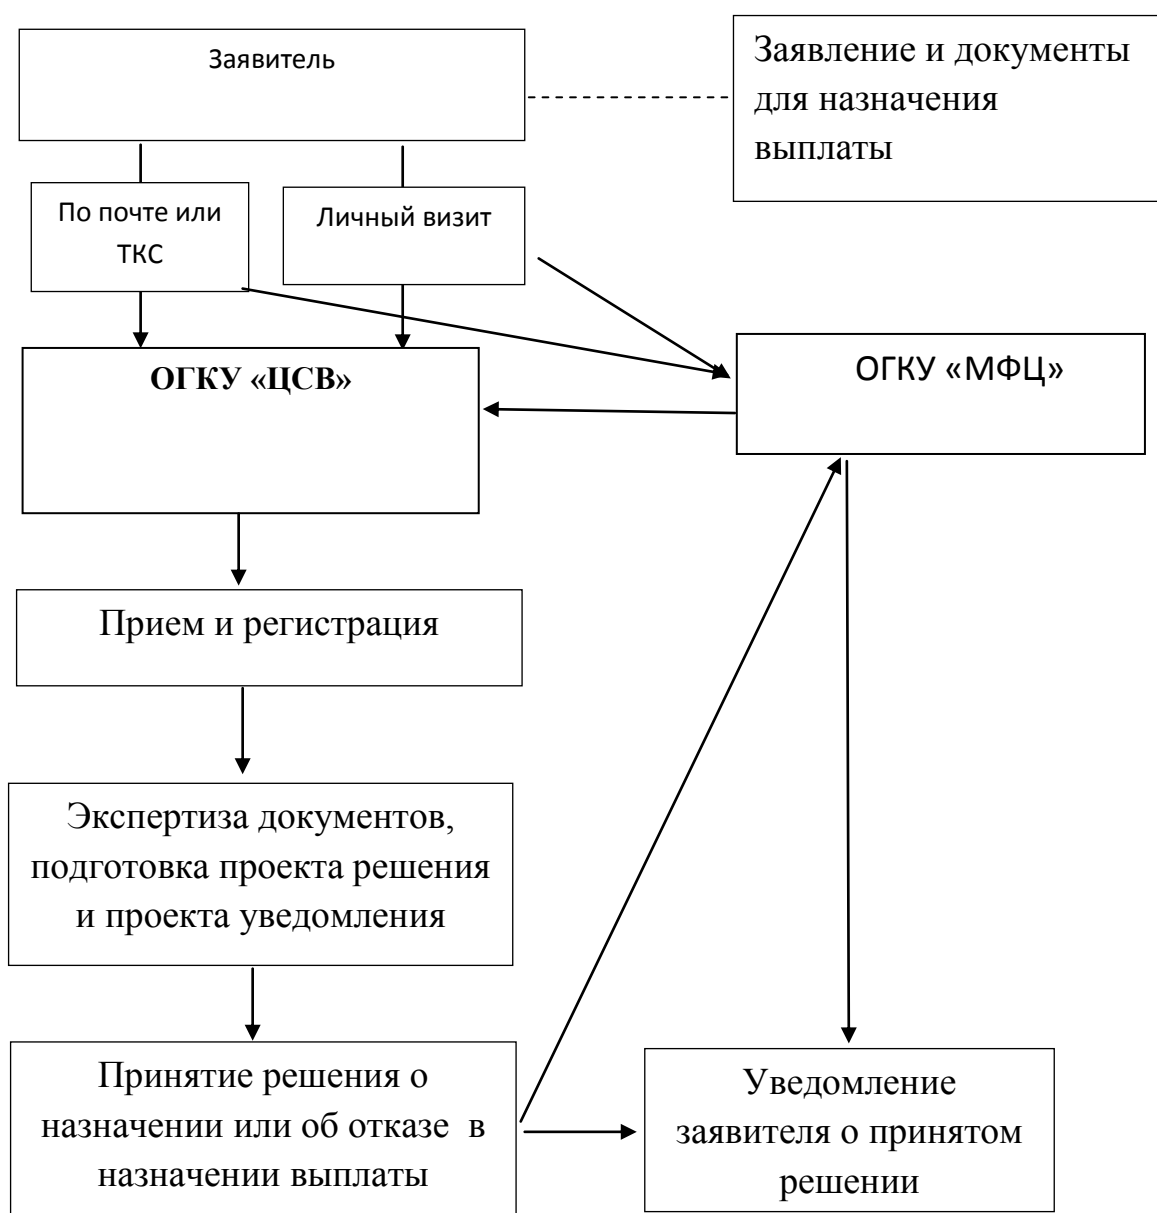 Заявитель
Заявление и документы
для назначения
выплаты
По почте или
ТКС
Личный визит
ОГКУ «ЦСВ»
ОГКУ «МФЦ»
Прием и регистрация
Экспертиза документов,
подготовка проекта решения
и проекта уведомления
Принятие решения о
назначении или об отказе в
назначении выплаты
Уведомление
заявителя о принятом
решении